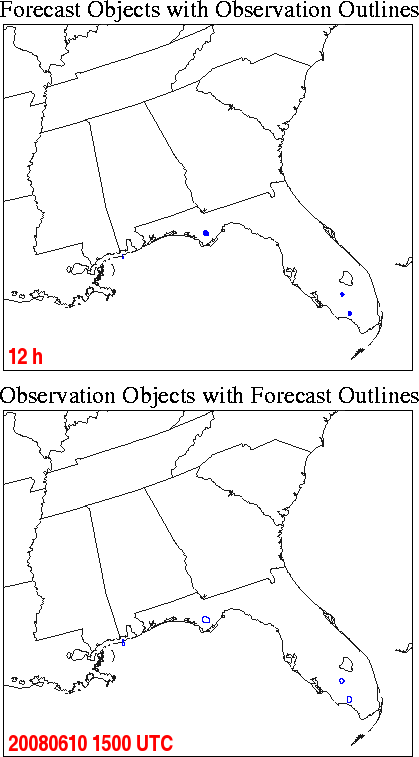 Forecast Objects with Observation Outlines
12 h
Observation Objects with Forecast Outlines
20080610 1500 UTC